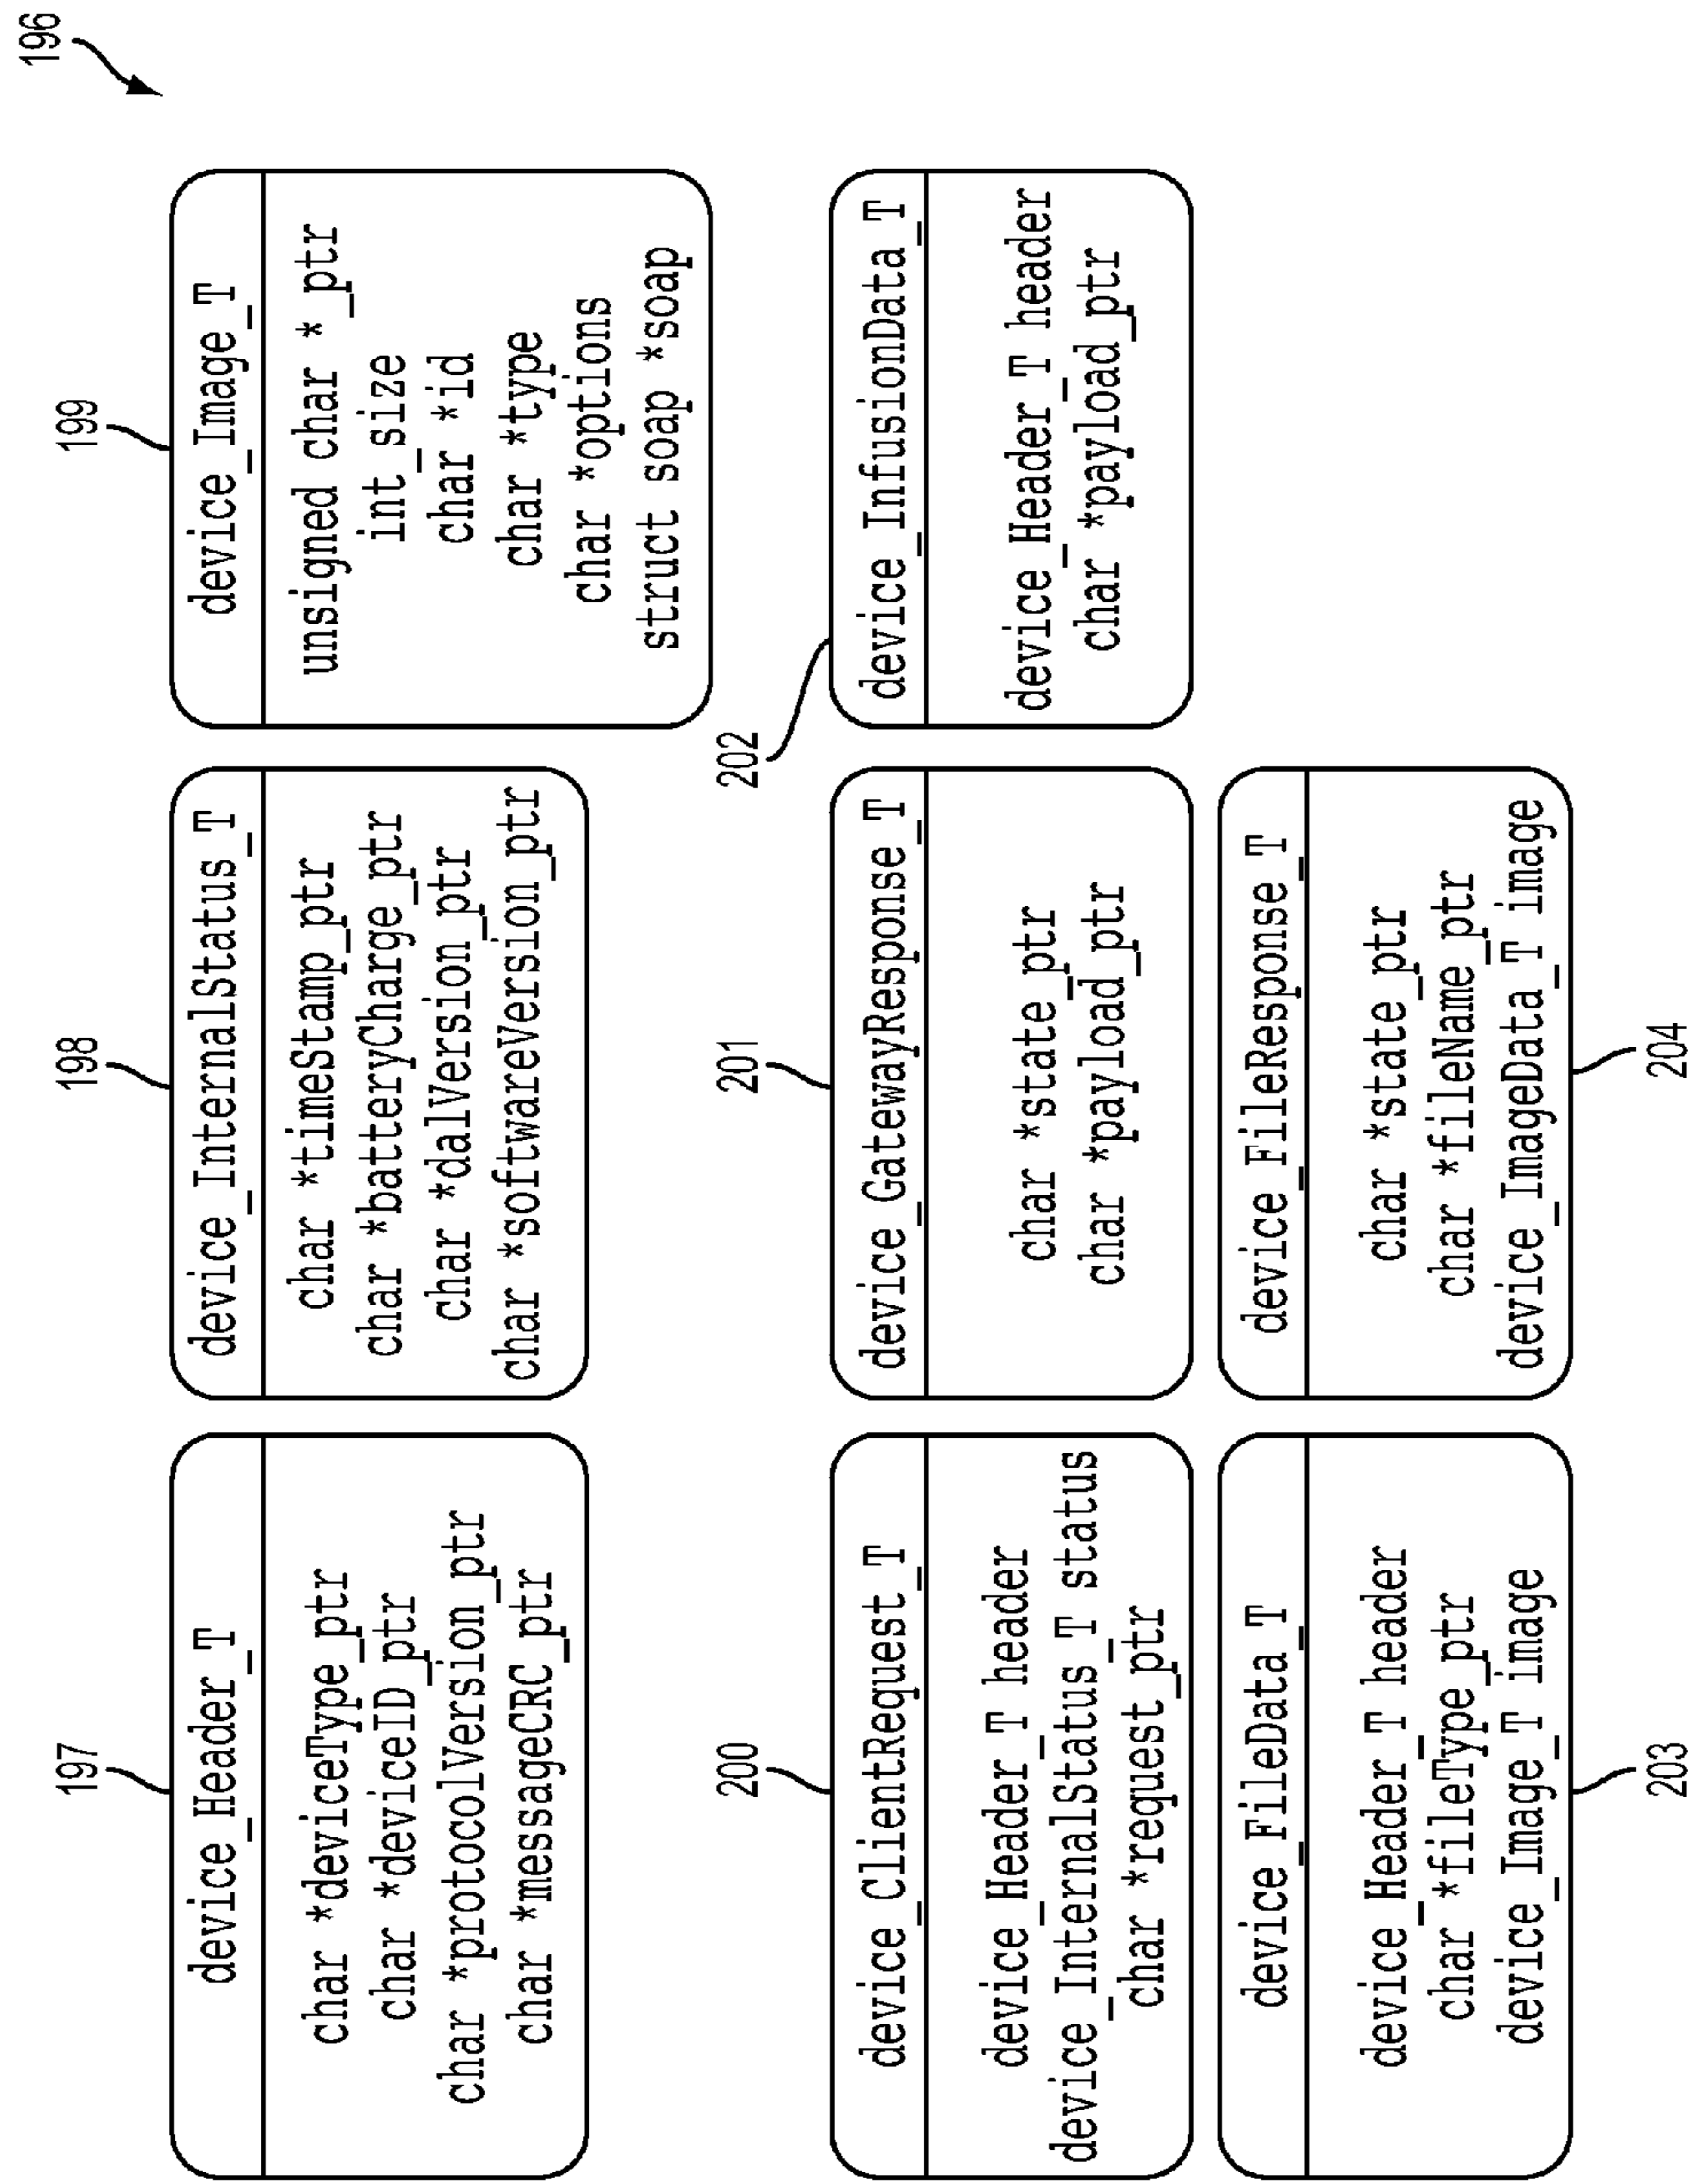 196
197
device_Header_T
char *deviceType_ptr
char *deviceID_ptr
char *protocolVersion_ptr
char *messageCRC_ptr
198
device_InternalStatus_T
char *timeStamp_ptr
char *batteryCharge_ptr
char *dalVersion_ptr
char *softwareVersion_ptr
199
device_Image_T
unsigned char *_ptr
int_size
char *id
char *type
char *options
struct soap *soap
200
device_ClientRequest_T
device_Header_T header
device_InternalStatus_T status
char *request_ptr
201
device_GatewayResponse_T
char *state_ptr
char *payload_ptr
202
device_InfusionData_T
device_Header_T header
char *payload_ptr
device_FileData_T
device_Header_T header
char *fileType_ptr
device_Image_T image
203
device_FileResponse_T
char *state_ptr
char *fileName_ptr
device_ImageData_T image
204